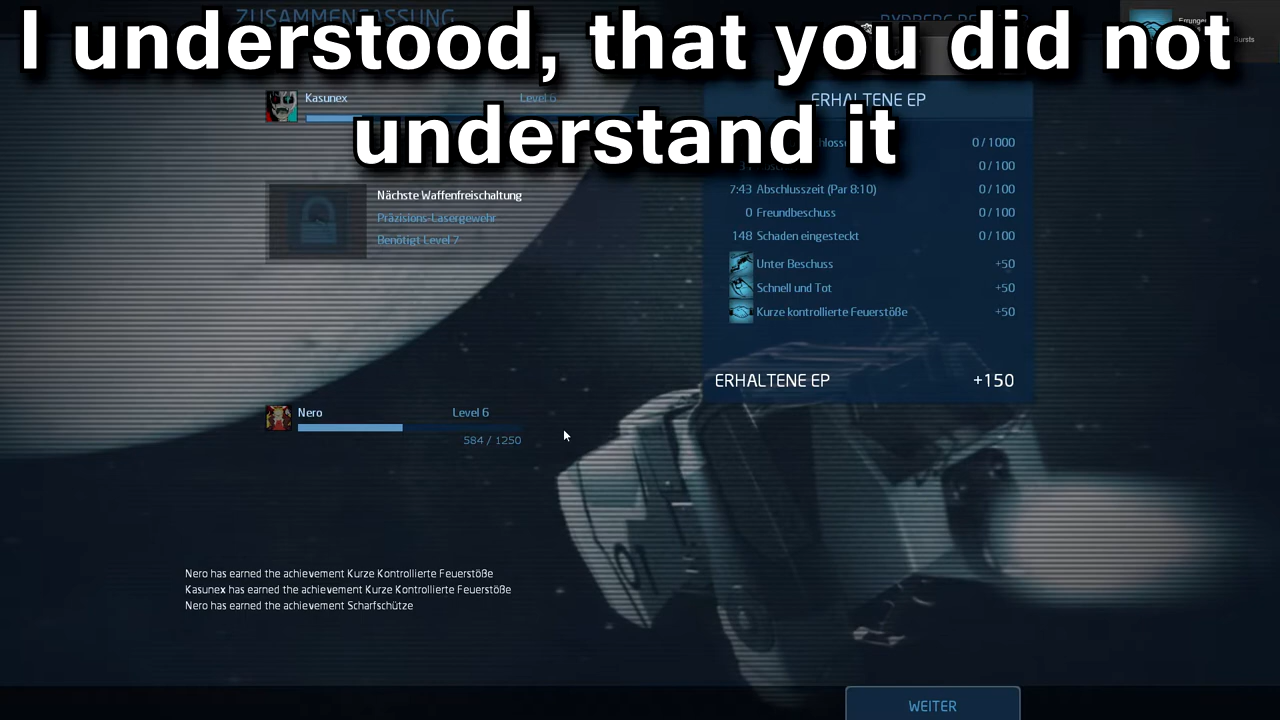 ZUSAMMENFASSUNG
I understood, that you did not
understand it
Kasunex
Level 6
Bursts
ERHALTENE EP
0 / 1000
0 / 100
7:43 Abschlusszeit (Par 8:10) 0 / 100
0 Freundbeschuss 0 / 100
148 Schaden eingesteckt 0 / 100
Unter Beschuss +50
Schnell und Tot +50
Kurze kontrollierte Feuerstöße +50
ERHALTENE EP +150
Nächste Waffenfreischaltung
Präzisions-Lasergewehr
Benötigt Level 7
Nero Level 6
584 / 1250
Nero has earned the achievement Kurze Kontrollierte Feuerstöße
Kasunex has earned the achievement Kurze Kontrollierte Feuerstöße
Nero has earned the achievement Scharfschütze
WEITER